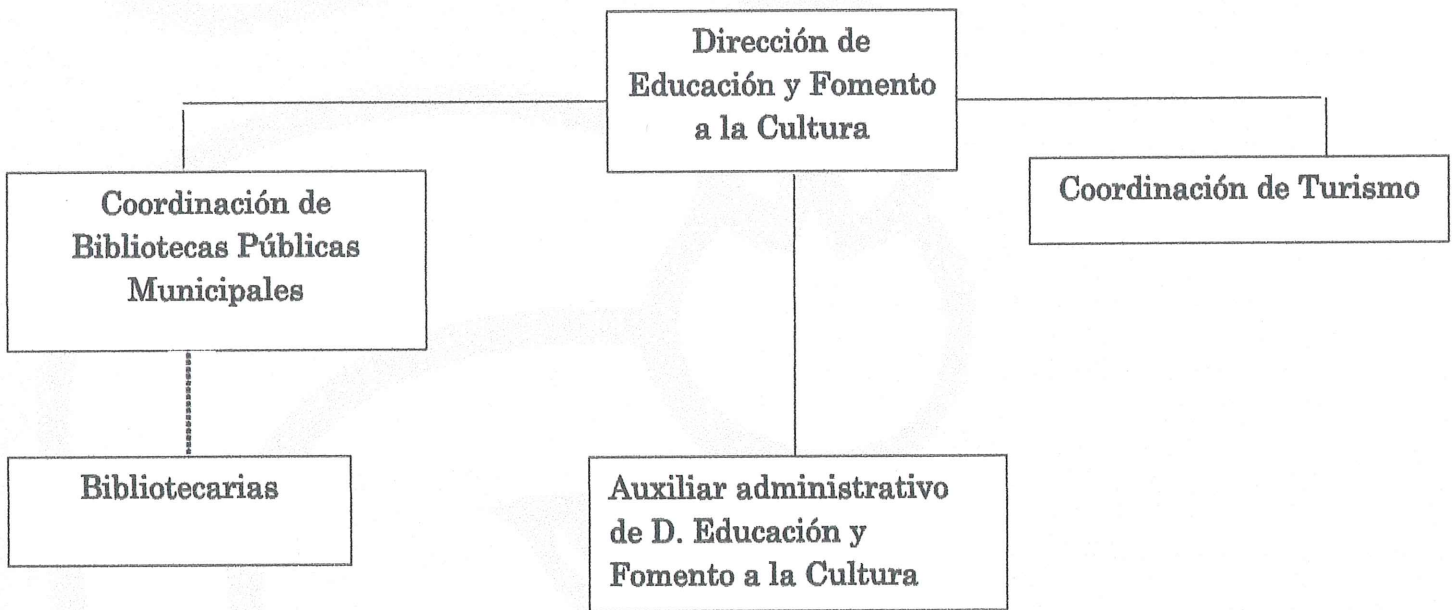 Dirección de
Educación y Fomento
a la Cultura
Coordinación de
Bibliotecas Públicas
Municipales
Coordinación de Turismo
Bibliotecarias
Auxiliar administrativo
de D. Educación y
Fomento a la Cultura